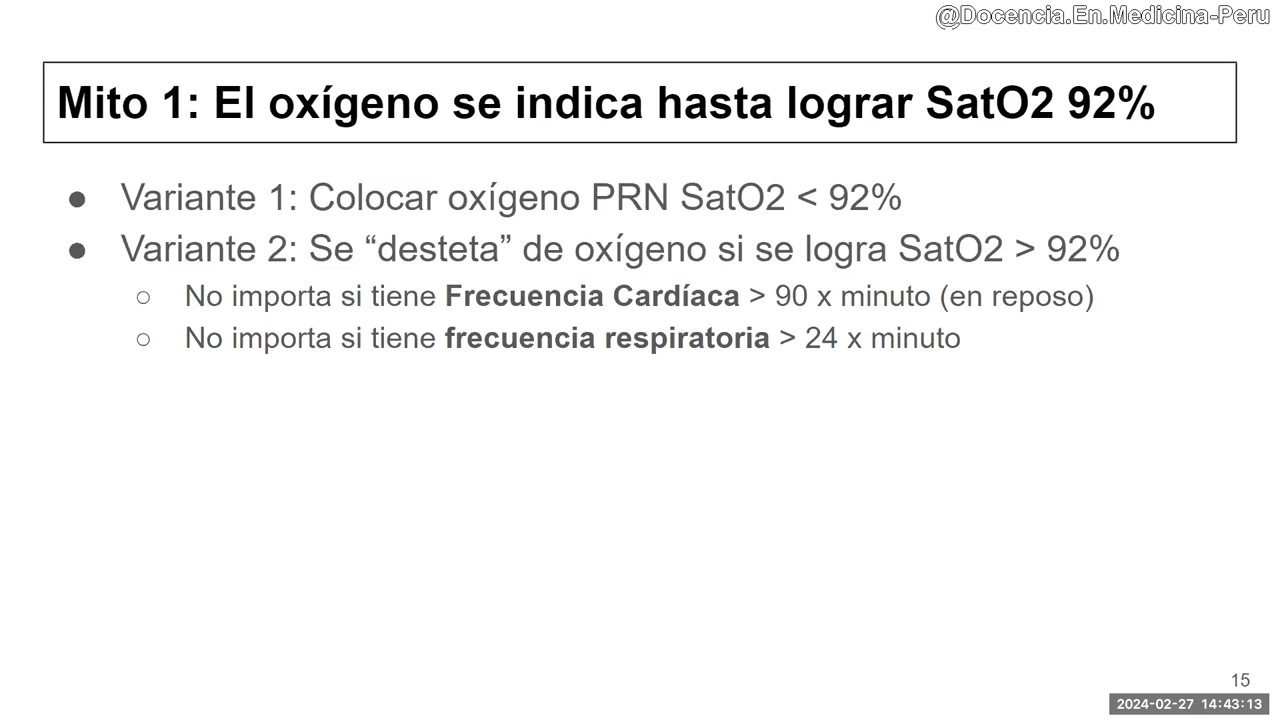 @Docencia.En.Medicina-Peru
Mito 1: El oxígeno se indica hasta lograr SatO2 92%
● Variante 1: Colocar oxígeno PRN SatO2 < 92%
● Variante 2: Se “desteta” de oxígeno si se logra SatO2 > 92%
○ No importa si tiene Frecuencia Cardíaca > 90 x minuto (en reposo)
○ No importa si tiene frecuencia respiratoria > 24 x minuto
15
2024-02-27 14:43:13